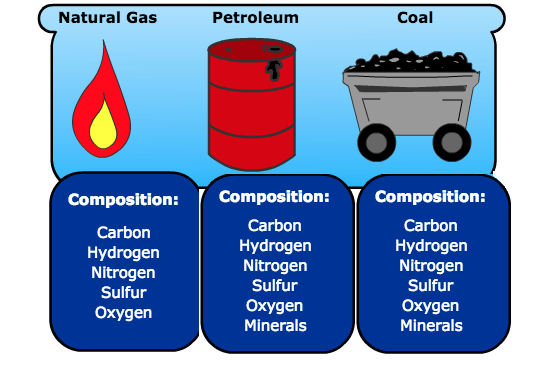 Natural Gas
Petroleum
Coal
Composition:
Carbon
Hydrogen
Nitrogen
Sulfur
Oxygen
Composition:
Carbon
Hydrogen
Nitrogen
Sulfur
Oxygen
Minerals
Composition:
Carbon
Hydrogen
Nitrogen
Sulfur
Oxygen
Minerals